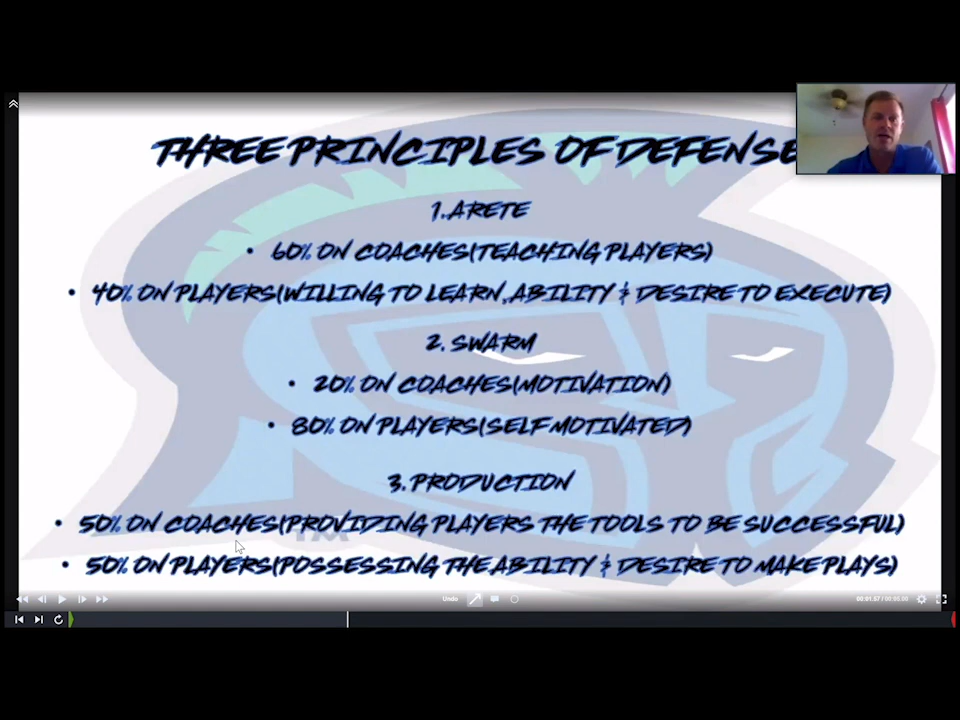 THREE PRINCIPLES OF DEFENSE
1. ARETE
• 60% ON COACHES(TEACHING PLAYERS)
• 40% ON PLAYERS(WILLING TO LEARN, ABILITY & DESIRE TO EXECUTE)
2. SWARM
• 20% ON COACHES(MOTIVATION)
• 80% ON PLAYERS(SELF MOTIVATED)
3. PRODUCTION
• 50% ON COACHES(PROVIDING PLAYERS THE TOOLS TO BE SUCCESSFUL)
TM
• 50% ON PLAYERS(POSSESSING THE ABILITY & DESIRE TO MAKE PLAYS)
Undo